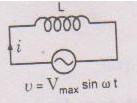 L
i
υ = V_max sin ω t